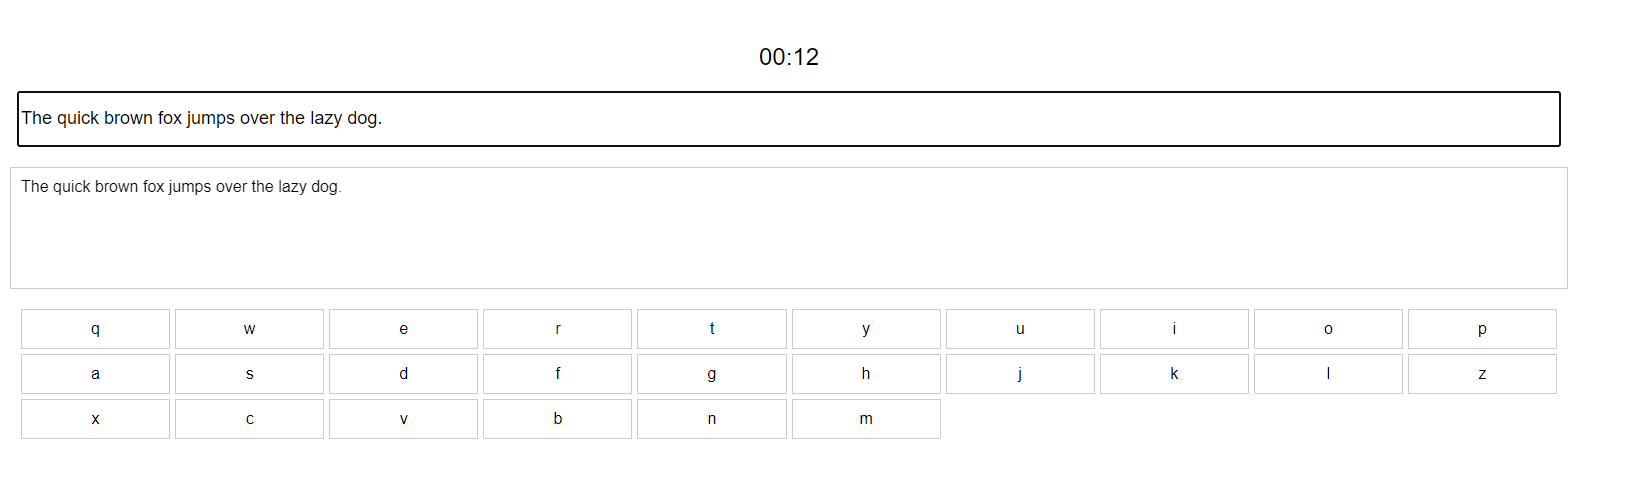 00:12
The quick brown fox jumps over the lazy dog.
The quick brown fox jumps over the lazy dog.
q w e r t y u i o p
a s d f g h j k l z
x c v b n m